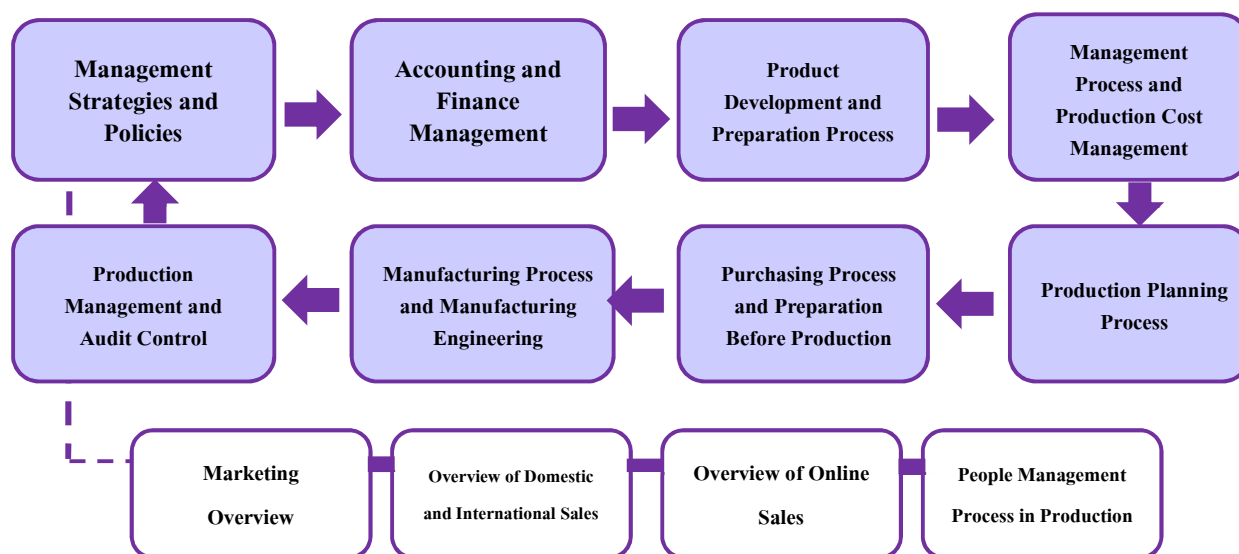 Management
Strategies and
Policies
Accounting and
Finance
Management
Product
Development and
Preparation Process
Management
Process and
Production Cost
Management
Production
Management and
Audit Control
Manufacturing Process
and Manufacturing
Engineering
Purchasing Process
and Preparation
Before Production
Production Planning
Process
Marketing
Overview
Overview of Domestic
and International Sales
Overview of Online
Sales
People Management
Process in Production